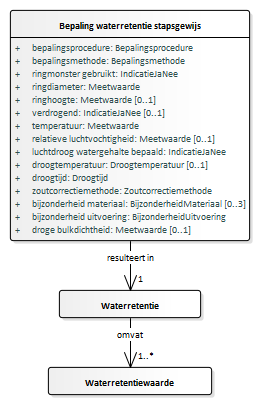 Bepaling waterretentie stapsgewijs
+ bepalingsprocedure: Bepalingsprocedure
+ bepalingsmethode: Bepalingsmethode
+ ringmonster gebruikt: IndicatieJaNee
+ ringdiameter: Meetwaarde
+ ringhoogte: Meetwaarde [0..1]
+ verdrogend: IndicatieJaNee [0..1]
+ temperatuur: Meetwaarde
+ relatieve luchtvochtigheid: Meetwaarde [0..1]
+ luchtdroog watergehalte bepaald: IndicatieJaNee
+ droogtemperatuur: Droogtemperatuur [0..1]
+ droogtijd: Droogtijd
+ zoutcorrectiemethode: Zoutcorrectiemethode
+ bijzonderheid materiaal: BijzonderheidMateriaal [0..3]
+ bijzonderheid uitvoering: BijzonderheidUitvoering
+ droge bulkdichtheid: Meetwaarde [0..1]
resulteert in
1
Waterretentie
omvat
1..*
Waterretentiewaarde